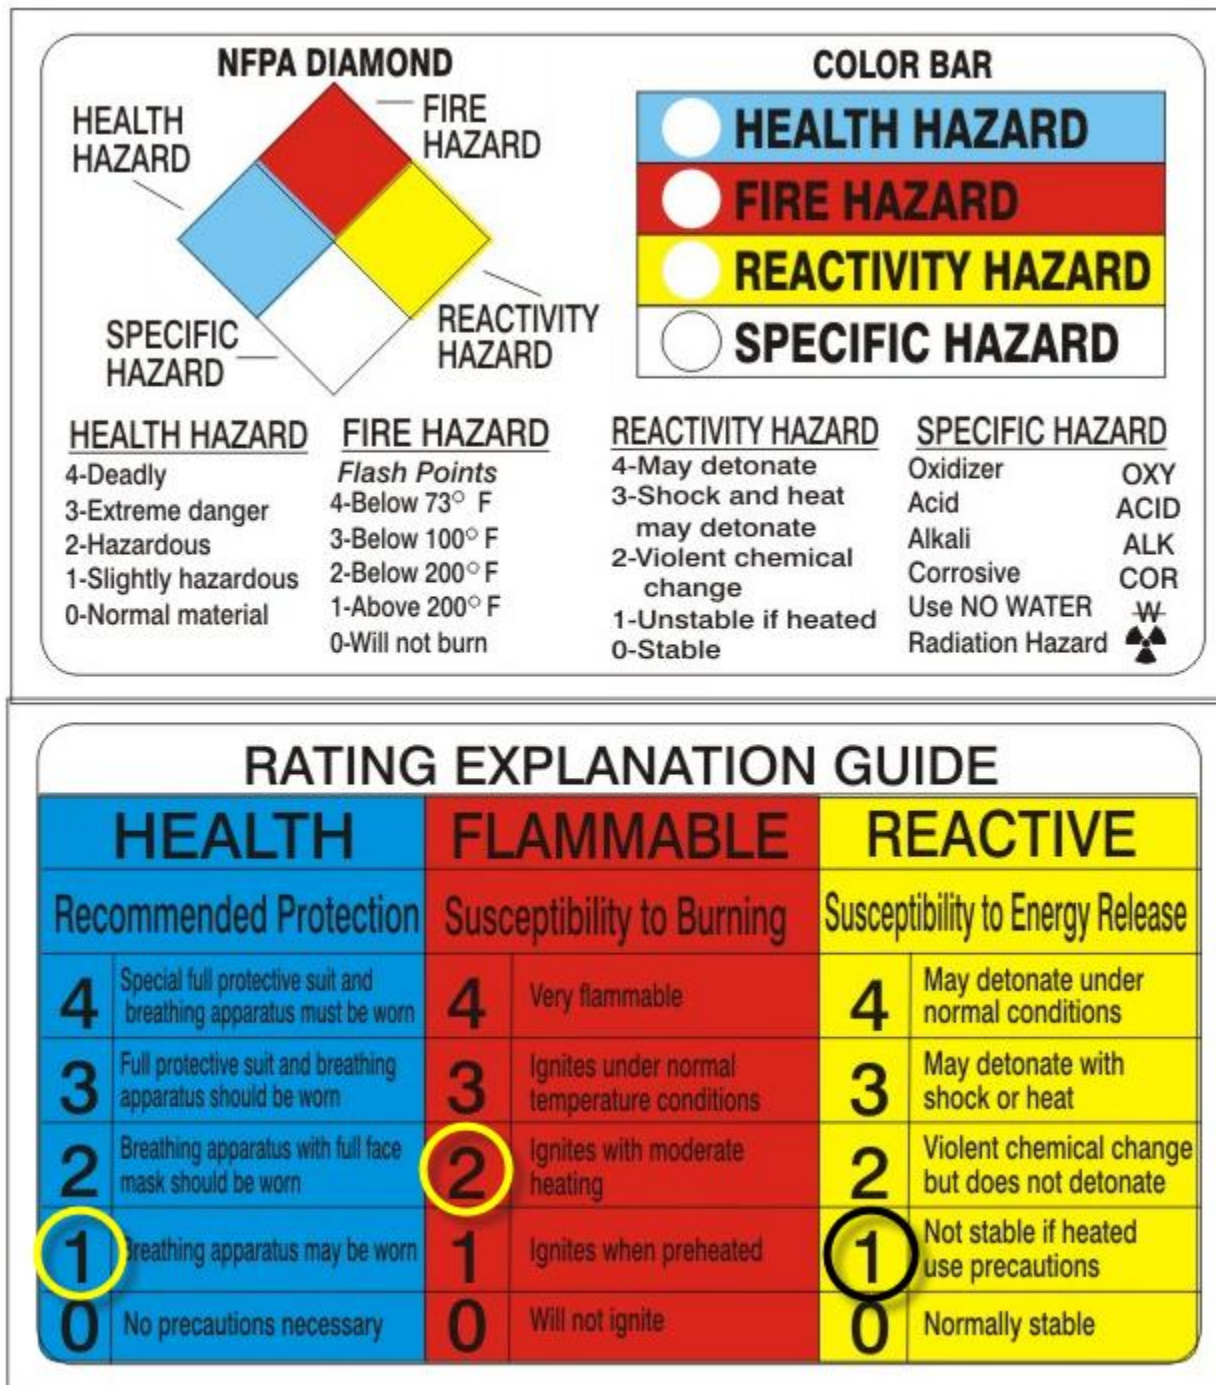 NFPA DIAMOND
HEALTH
HAZARD
FIRE
HAZARD
SPECIFIC
HAZARD
REACTIVITY
HAZARD
COLOR BAR
HEALTH HAZARD
FIRE HAZARD
REACTIVITY HAZARD
SPECIFIC HAZARD
HEALTH HAZARD
4-Deadly
3-Extreme danger
2-Hazardous
1-Slightly hazardous
0-Normal material
FIRE HAZARD
Flash Points
4-Below 73° F
3-Below 100° F
2-Below 200° F
1-Above 200° F
0-Will not burn
REACTIVITY HAZARD
4-May detonate
3-Shock and heat
may detonate
2-Violent chemical
change
1-Unstable if heated
0-Stable
SPECIFIC HAZARD
Oxidizer OXY
Acid ACID
Alkali ALK
Corrosive COR
Use NO WATER W
Radiation Hazard
RATING EXPLANATION GUIDE
HEALTH
Recommended Protection
4 Special full protective suit and
breathing apparatus must be worn
3 Full protective suit and breathing
apparatus should be worn
2 Breathing apparatus with full face
mask should be worn
1 Breathing apparatus may be worn
0 No precautions necessary
FLAMMABLE
Susceptibility to Burning
4 Very flammable
3 Ignites under normal
temperature conditions
2 Ignites with moderate
heating
1 Ignites when preheated
0 Will not ignite
REACTIVE
Susceptibility to Energy Release
4 May detonate under
normal conditions
3 May detonate with
shock or heat
2 Violent chemical change
but does not detonate
1 Not stable if heated
use precautions
0 Normally stable